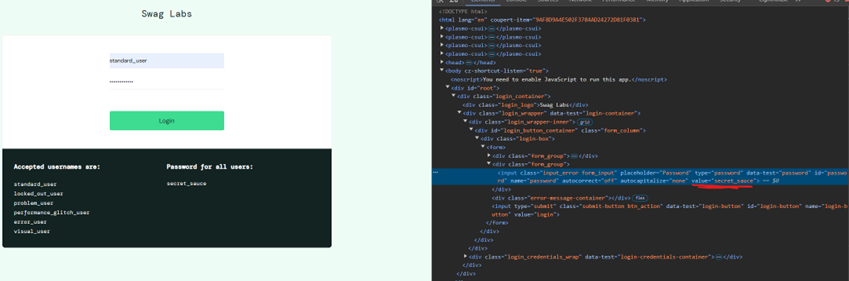 Swag Labs
standard_user
Login
Accepted usernames are:
standard_user
locked_out_user
problem_user
performance_glitch_user
error_user
visual_user
Password for all users:
secret_sauce
<!DOCTYPE html>
<html lang="en" coupert-item="9AF8D9A4E502F3784AD2A272D81F0381">
<plasmo-csui>…</plasmo-csui>
<plasmo-csui>…</plasmo-csui>
<plasmo-csui>…</plasmo-csui>
<plasmo-csui>…</plasmo-csui>
<head>…</head>
<body cz-shortcut-listen="true">
<noscript>You need to enable JavaScript to run this app.</noscript>
<div id="root">
<div class="login_container">
<div class="login_logo">Swag Labs</div>
<div class="login_wrapper" data-test="login-container">
<div class="login_wrapper-inner"> grid
<div id="login_button_container" class="form_column">
<div class="login-box">
<form>
<div class="form_group">…</div>
<div class="form_group">
<input class="input_error form_input" placeholder="Password" type="password" data-test="password" id="passwo
rd" name="password" autocorrect="off" autocapitalize="none" value="secret_sauce"> == $0
</div>
<div class="error-message-container"></div> flex
<input type="submit" class="submit-button btn_action" data-test="login-button" id="login-button" name="login-b
utton" value="Login">
</form>
</div>
</div>
<div class="login_credentials_wrap" data-test="login-credentials-container">…</div>
</div>
</div>